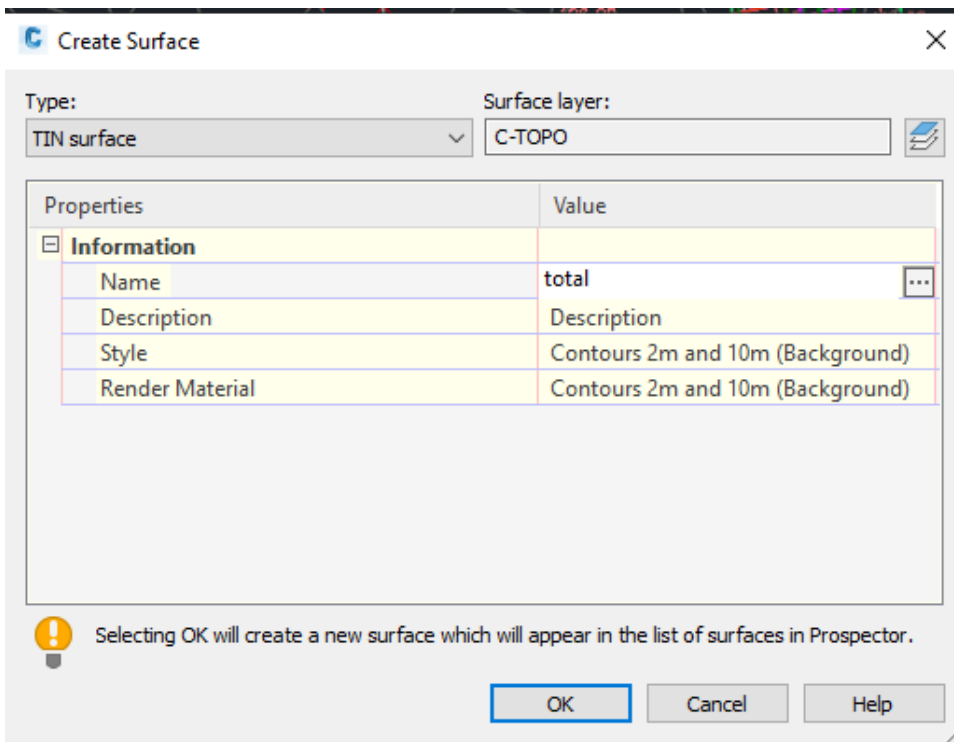 Create Surface
Type:
Surface layer:
TIN surface
C-TOPO
Properties
Value
Information
Name
total
...
Description
Description
Style
Contours 2m and 10m (Background)
Render Material
Contours 2m and 10m (Background)
Selecting OK will create a new surface which will appear in the list of surfaces in Prospector.
OK
Cancel
Help